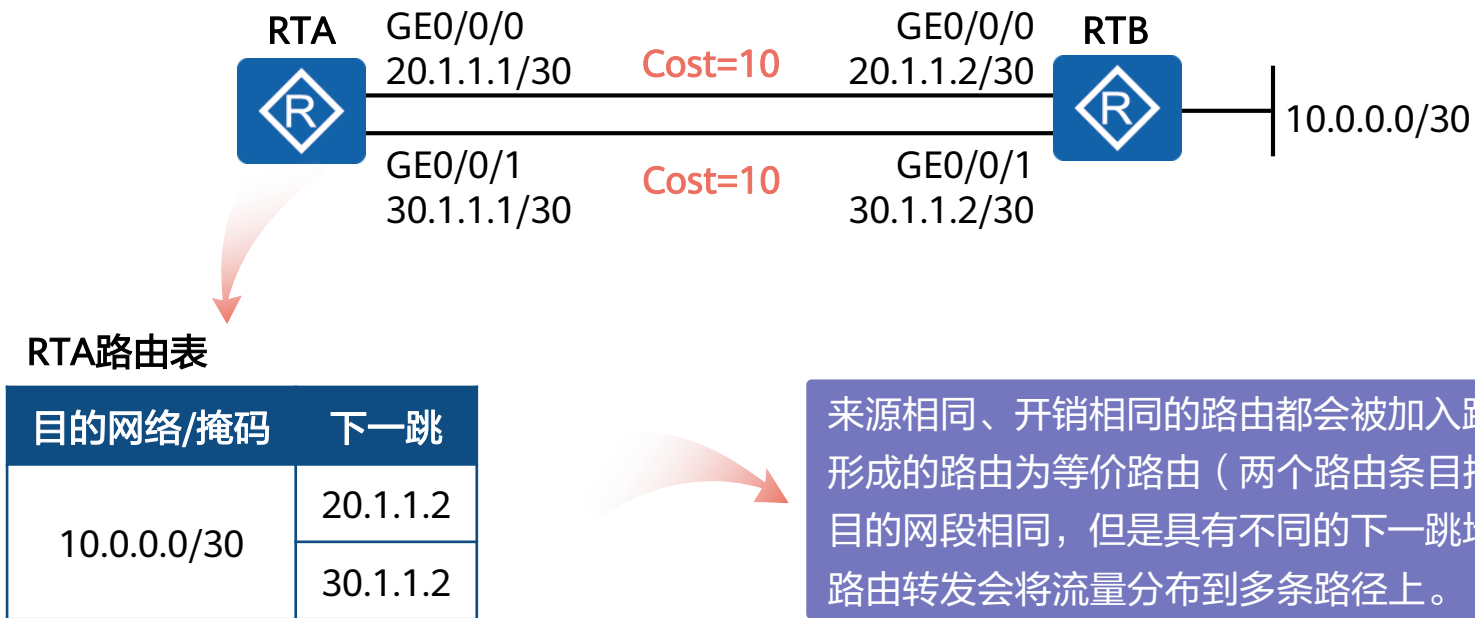 RTA
GE0/0/0
20.1.1.1/30
Cost=10
GE0/0/0
20.1.1.2/30
RTB
R
R
10.0.0.0/30
GE0/0/1
30.1.1.1/30
Cost=10
GE0/0/1
30.1.1.2/30
RTA路由表
目的网络/掩码 下一跳
10.0.0.0/30
20.1.1.2
30.1.1.2
来源相同、开销相同的路由都会被加入路
形成的路由为等价路由（两个路由条目指
目的网段相同，但是具有不同的下一跳地
路由转发会将流量分布到多条路径上。